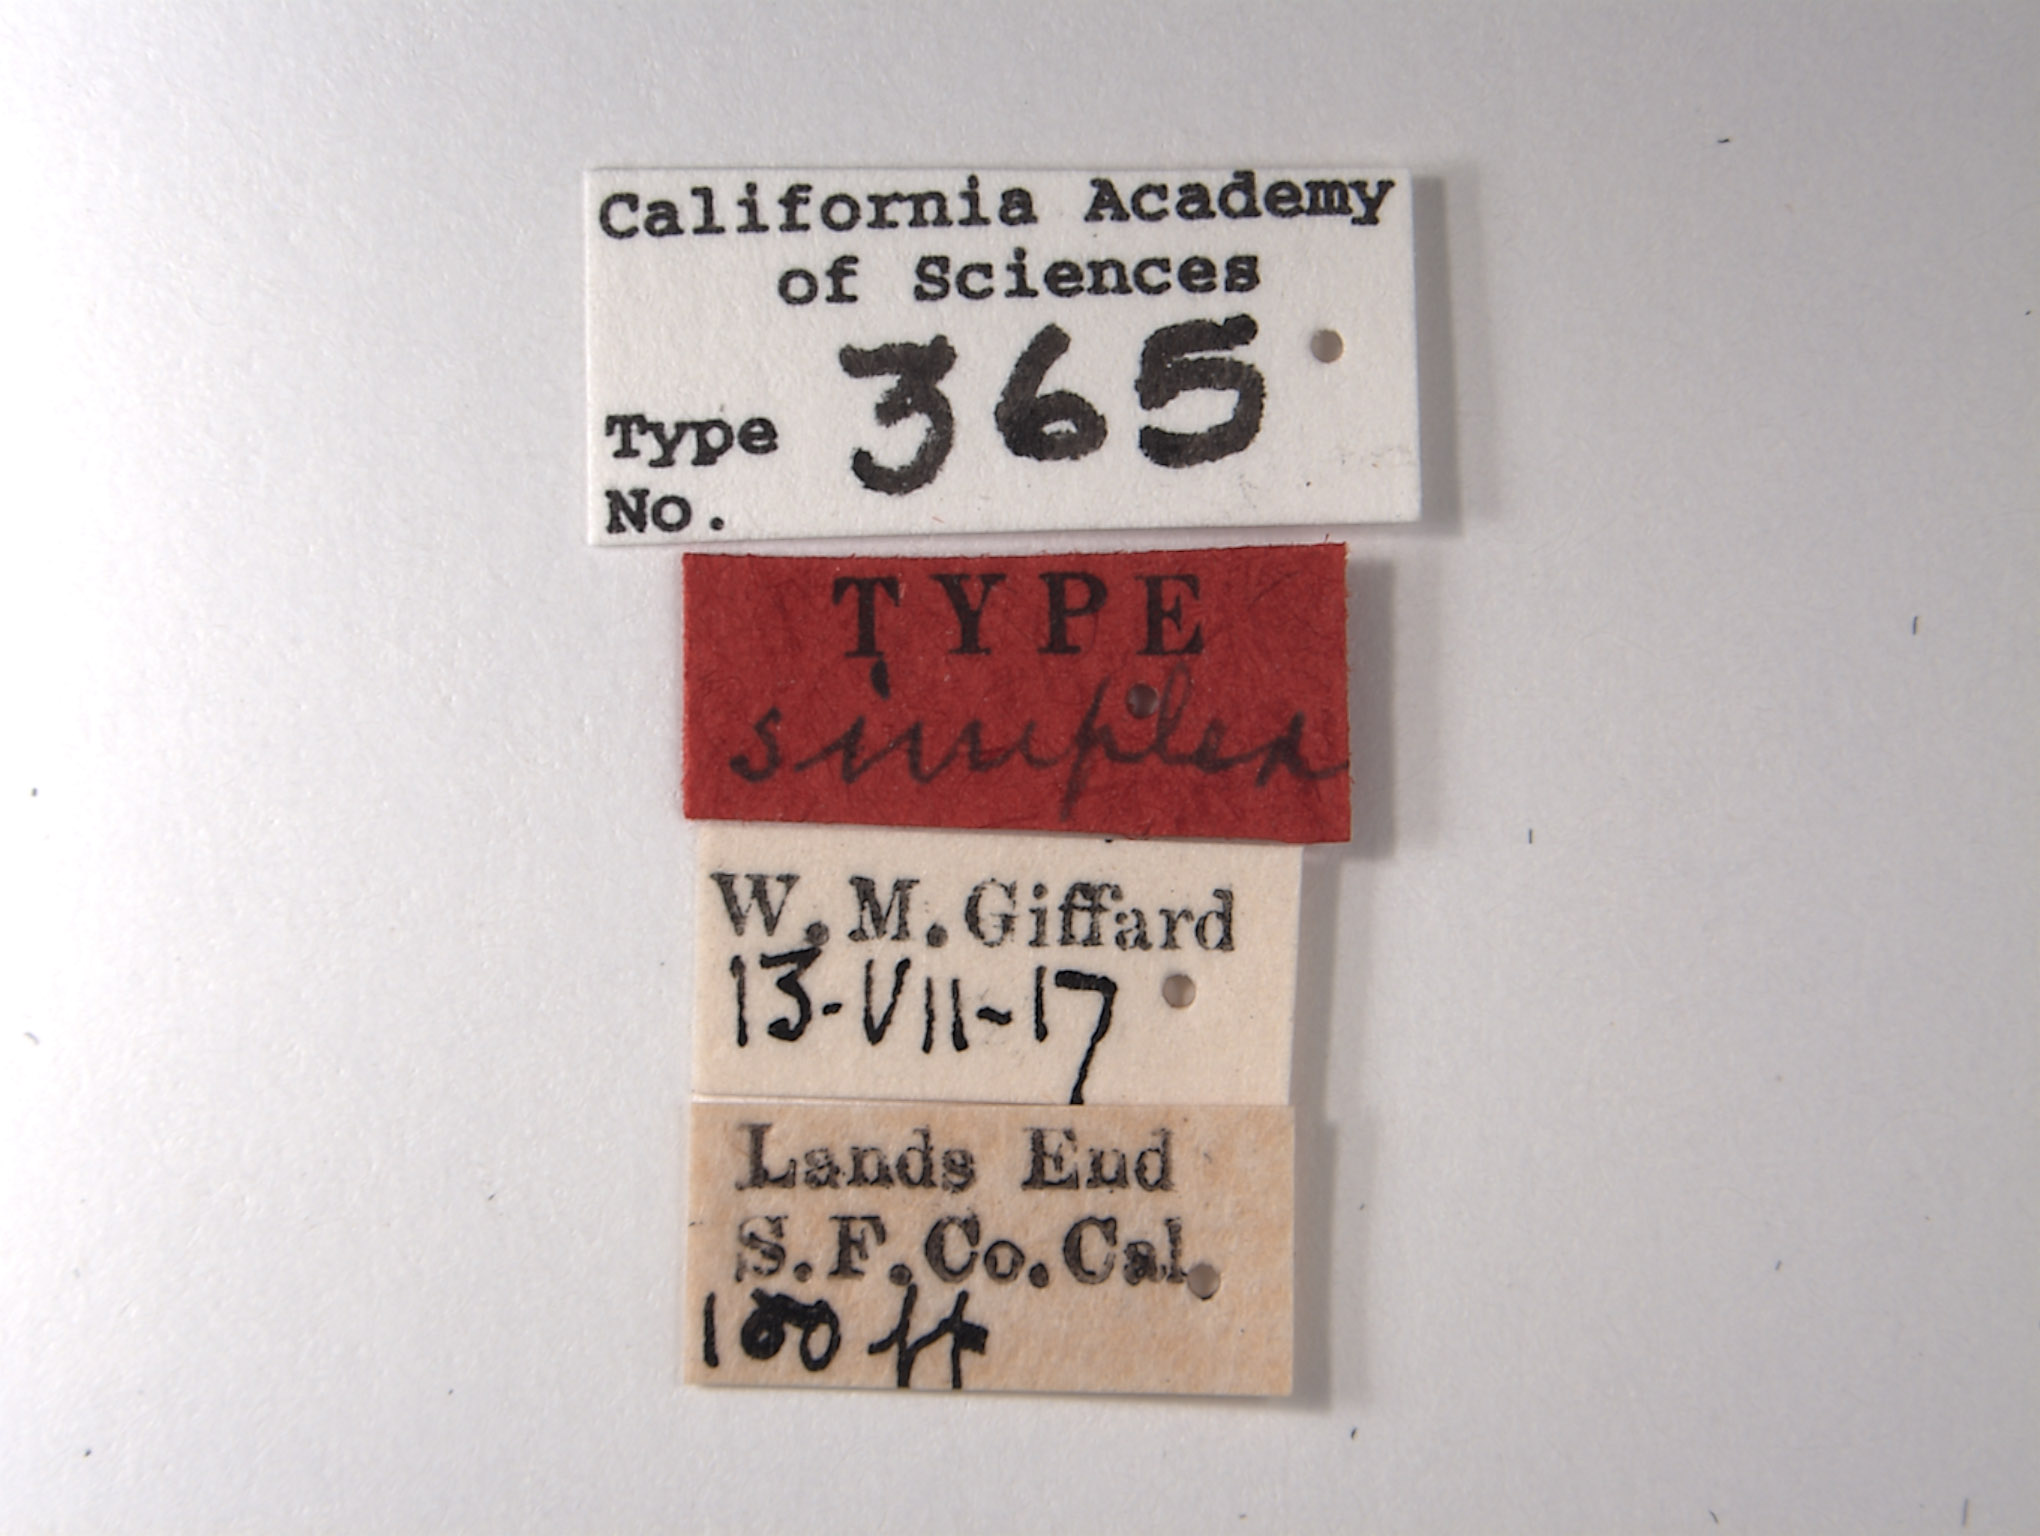 California Academy
of Sciences
Type 365
No.
TYPE
simplex
W. M. Giffard
13-VII-17
Lands End
S. F. Co. Cal.
100 ft